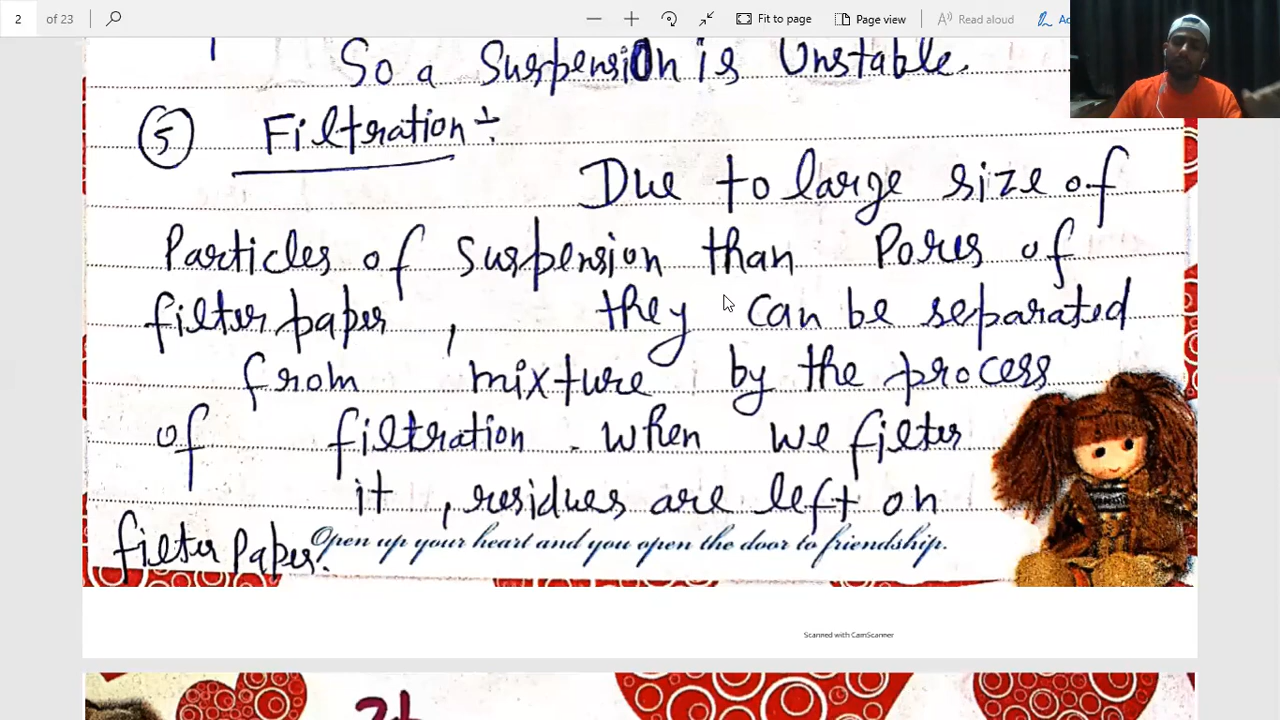 2 of 23 Fit to page Page view Read aloud
So a Suspension is Unstable.
5 Filtration ÷
Due to large size of
Particles of suspension than Pores of
filter paper , they can be separated
from mixture by the process
of filtration . when we filter
it , residues are left on
filter Paper.
Open up your heart and you open the door to friendship.
Scanned with CamScanner